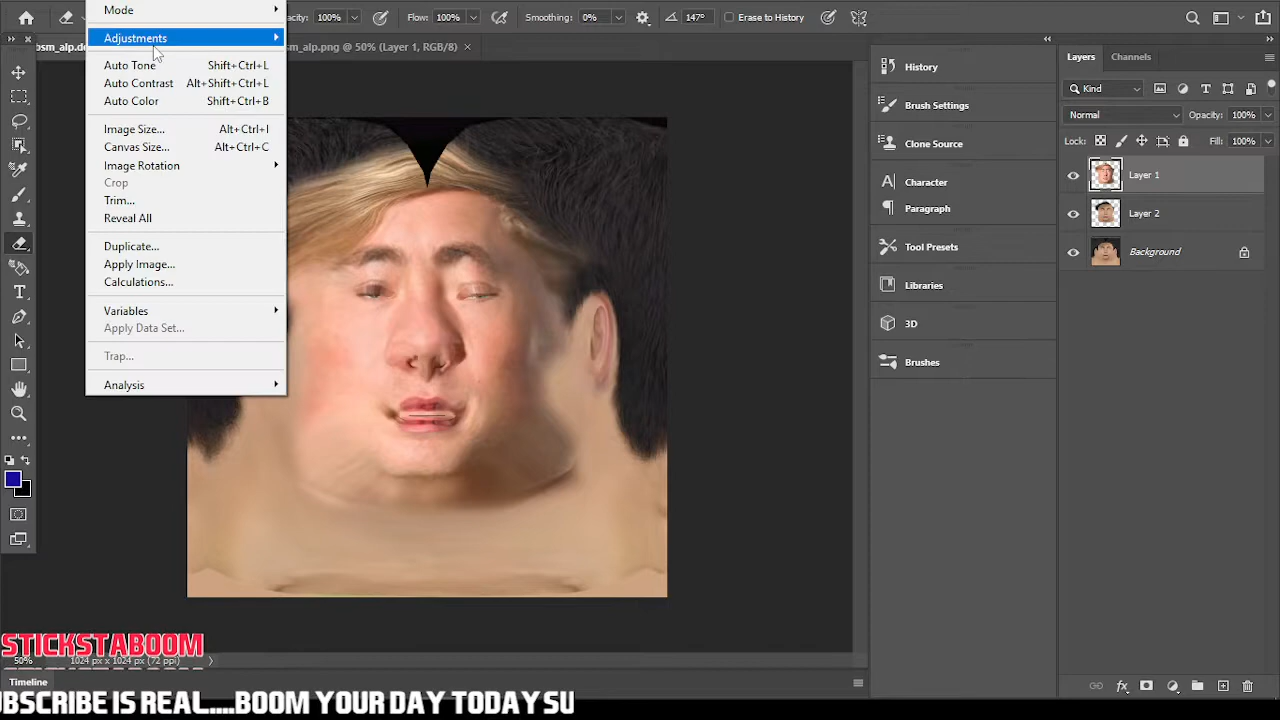 Mode
acity: 100% Flow: 100% Smoothing: 0% 147° Erase to History
osm_alp.d sm_alp.png @ 50% (Layer 1, RGB/8) ×
Adjustments
Auto Tone Shift+Ctrl+L
Auto Contrast Alt+Shift+Ctrl+L
Auto Color Shift+Ctrl+B
Image Size... Alt+Ctrl+I
Canvas Size... Alt+Ctrl+C
Image Rotation
Crop
Trim...
Reveal All
Duplicate...
Apply Image...
Calculations...
Variables
Apply Data Set...
Trap...
Analysis
History
Brush Settings
Clone Source
Character
Paragraph
Tool Presets
Libraries
3D
Brushes
Layers Channels
Kind
Normal Opacity: 100%
Lock: Fill: 100%
Layer 1
Layer 2
Background
STICKSTABOOM
50% 1024 px x 1024 px (72 ppi)
Timeline
UBSCRIBE IS REAL....BOOM YOUR DAY TODAY SU